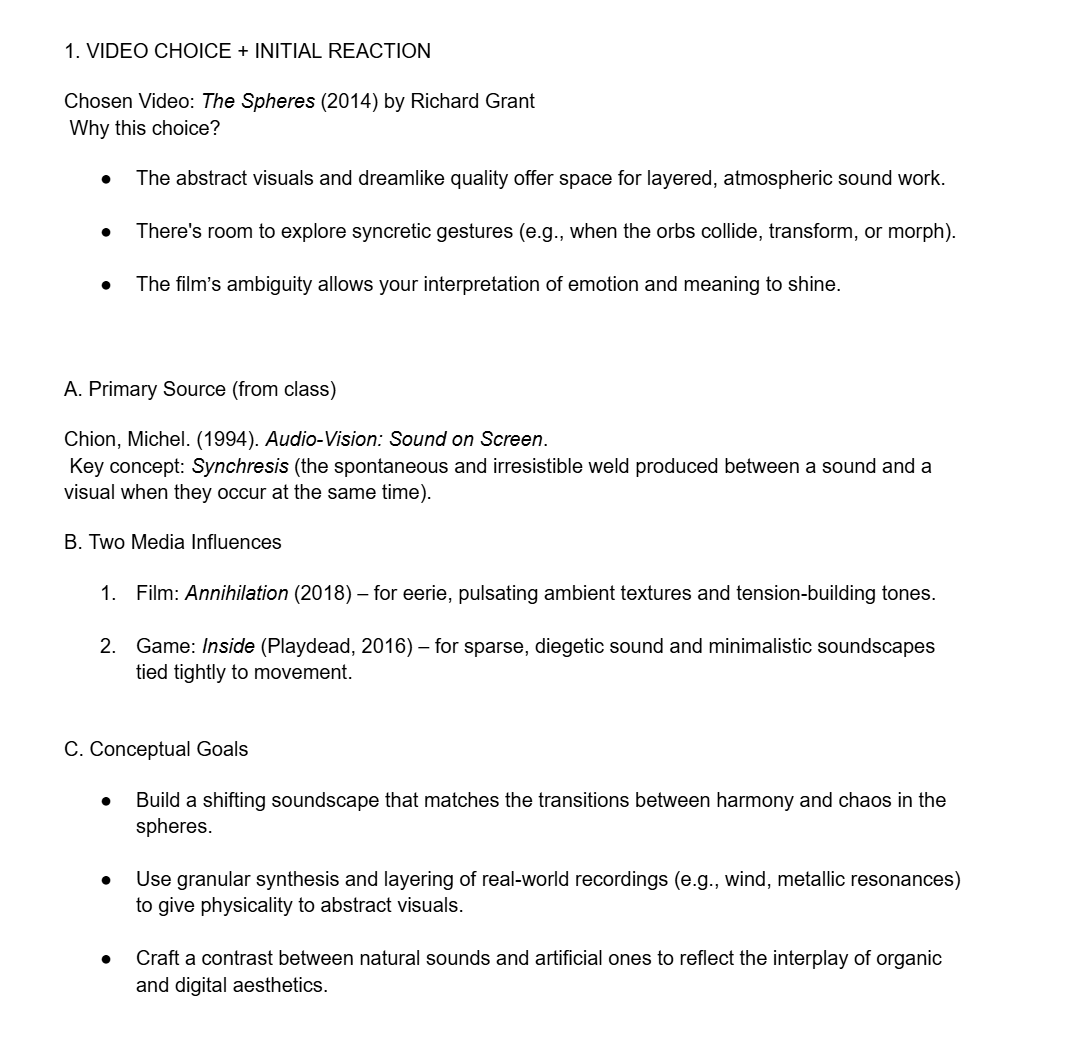 1. VIDEO CHOICE + INITIAL REACTION
Chosen Video: The Spheres (2014) by Richard Grant
Why this choice?
● The abstract visuals and dreamlike quality offer space for layered, atmospheric sound work.
● There's room to explore syncretic gestures (e.g., when the orbs collide, transform, or morph).
● The film’s ambiguity allows your interpretation of emotion and meaning to shine.
A. Primary Source (from class)
Chion, Michel. (1994). Audio-Vision: Sound on Screen.
Key concept: Synchresis (the spontaneous and irresistible weld produced between a sound and a
visual when they occur at the same time).
B. Two Media Influences
1. Film: Annihilation (2018) – for eerie, pulsating ambient textures and tension-building tones.
2. Game: Inside (Playdead, 2016) – for sparse, diegetic sound and minimalistic soundscapes
tied tightly to movement.
C. Conceptual Goals
● Build a shifting soundscape that matches the transitions between harmony and chaos in the
spheres.
● Use granular synthesis and layering of real-world recordings (e.g., wind, metallic resonances)
to give physicality to abstract visuals.
● Craft a contrast between natural sounds and artificial ones to reflect the interplay of organic
and digital aesthetics.